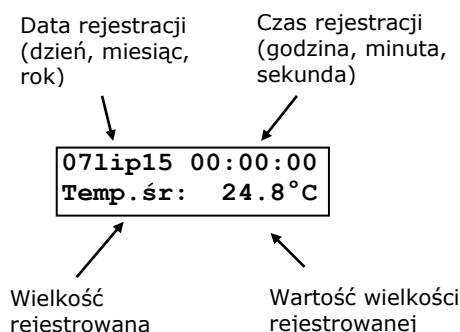 Data rejestracji
(dzień, miesiąc,
rok)
Czas rejestracji
(godzina, minuta,
sekunda)
07lip15 00:00:00
Temp.śr: 24.8°C
Wielkość
rejestrowana
Wartość wielkości
rejestrowanej